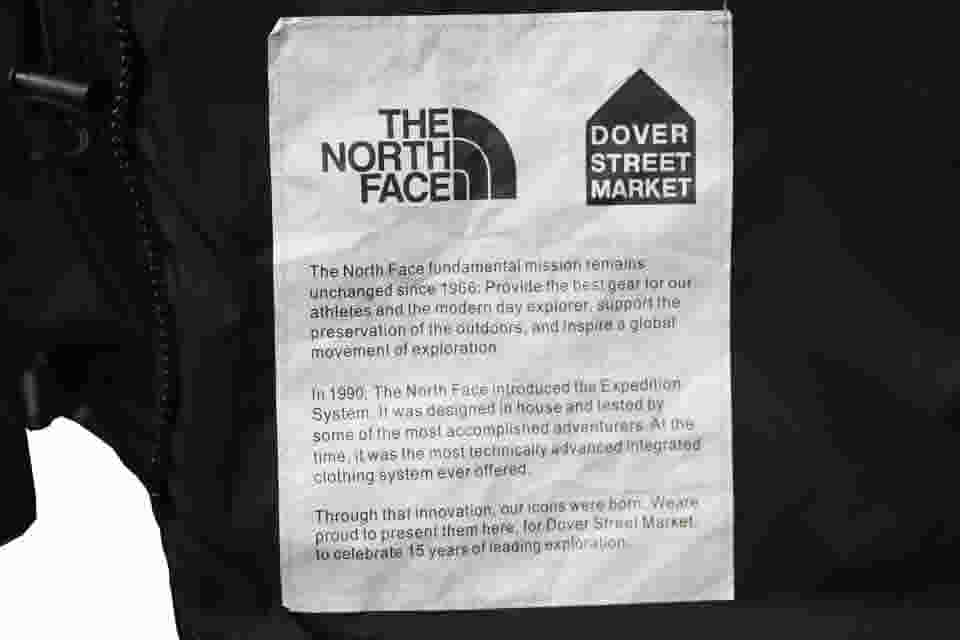 THE
NORTH
FACE
DOVER
STREET
MARKET
The North Face fundamental mission remains
unchanged since 1966: Provide the best gear for our
athletes and the modern day explorer, support the
preservation of the outdoors, and inspire a global
movement of exploration.
In 1990, The North Face introduced the Expedition
System. It was designed in house and tested by
some of the most accomplished adventurers. At the
time, it was the most technically advanced integrated
clothing system ever offered.
Through that innovation, our icons were born. We are
proud to present them here, for Dover Street Market,
to celebrate 15 years of leading exploration.